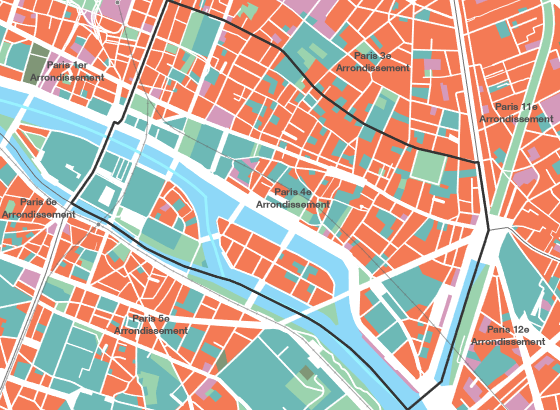 Paris 3e
Arrondissement
Paris 1er
Arrondissement
Paris 11e
Arrondissement
Paris 4e
Arrondissement
Paris 6e
Arrondissement
Paris 5e
Arrondissement
Paris 12e
Arrondissement